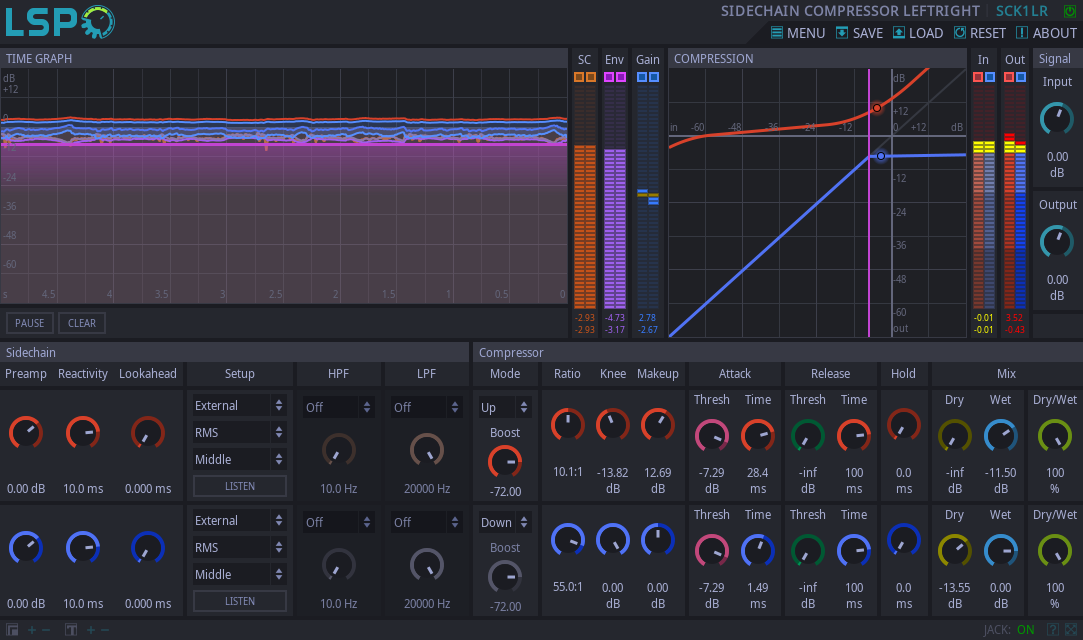 LSP
SIDECHAIN COMPRESSOR LEFTRIGHT SCK1LR
MENU SAVE LOAD RESET ABOUT
TIME GRAPH SC Env Gain COMPRESSION In Out Signal
dB
+12
0
-24
-36
-48
-60
s 4.5 4 3.5 3 2.5 2 1.5 1 0.5 0
-2.93 -4.73 2.78
-2.93 -3.17 -2.67
dB
+12
in -60 -48 -36 -24 -12 0 +12 dB
-12
-24
-36
-48
-60
out
-0.01 3.52
-0.01 -0.43
Input
0.00
dB
Output
0.00
dB
PAUSE CLEAR
Sidechain Compressor
Preamp Reactivity Lookahead Setup HPF LPF Mode Ratio Knee Makeup Attack Release Hold Mix
Thresh Time Thresh Time Dry Wet Dry/Wet
External Off Off Up
RMS Boost
Middle
10.1:1 -13.82 12.69 -7.29 28.4 -inf 100 0.0 -inf -11.50 100
dB dB dB ms dB ms ms dB dB %
0.00 dB 10.0 ms 0.000 ms LISTEN 10.0 Hz 20000 Hz -72.00
Thresh Time Thresh Time Dry Wet Dry/Wet
External Off Off Down
RMS Boost
Middle
55.0:1 0.00 0.00 -7.29 1.49 -inf 100 0.0 -13.55 0.00 100
dB dB dB ms dB ms ms dB dB %
0.00 dB 10.0 ms 0.000 ms LISTEN 10.0 Hz 20000 Hz -72.00
+ − T + − JACK: ON ?